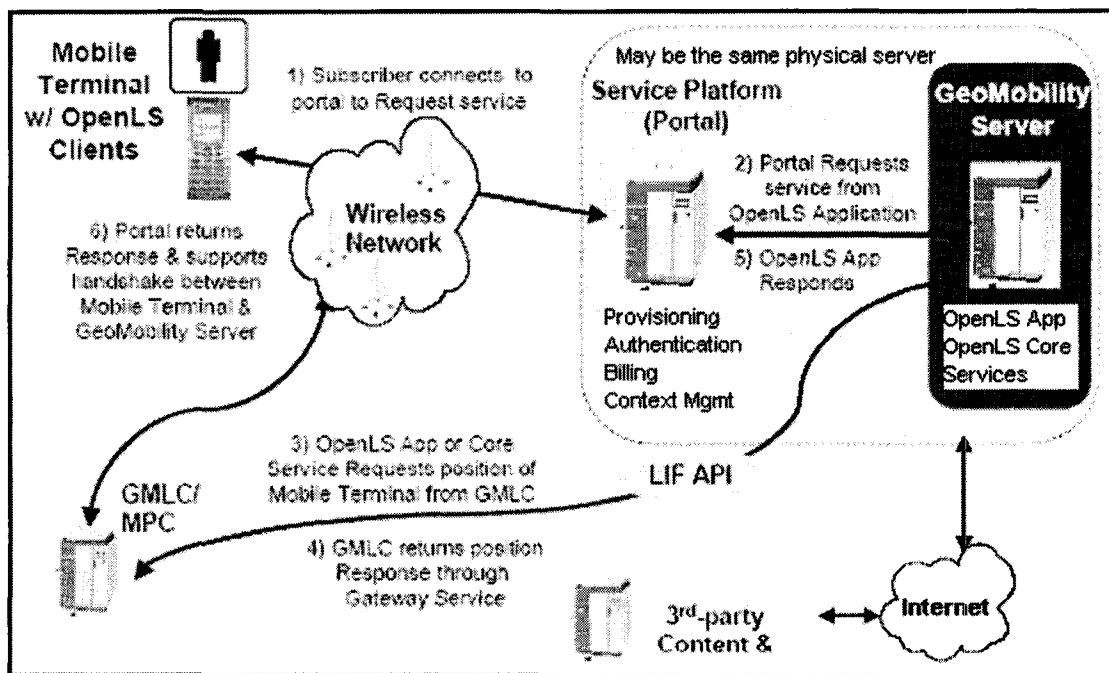 Mobile
Terminal
w/ OpenLS
Clients
1) Subscriber connects to
portal to Request service
May be the same physical server
Service Platform
(Portal)
GeoMobility
Server
2) Portal Requests
service from
OpenLS Application
5) OpenLS App
Responds
Wireless
Network
6) Portal returns
Response & supports
handshake between
Mobile Terminal &
GeoMobility Server
Provisioning
Authentication
Billing
Context Mgmt
OpenLS App
OpenLS Core
Services
3) OpenLS App or Core
Service Requests position of
Mobile Terminal from GMLC
LIF API
GMLC/
MPC
4) GMLC returns position
Response through
Gateway Service
3rd-party
Content &
Internet